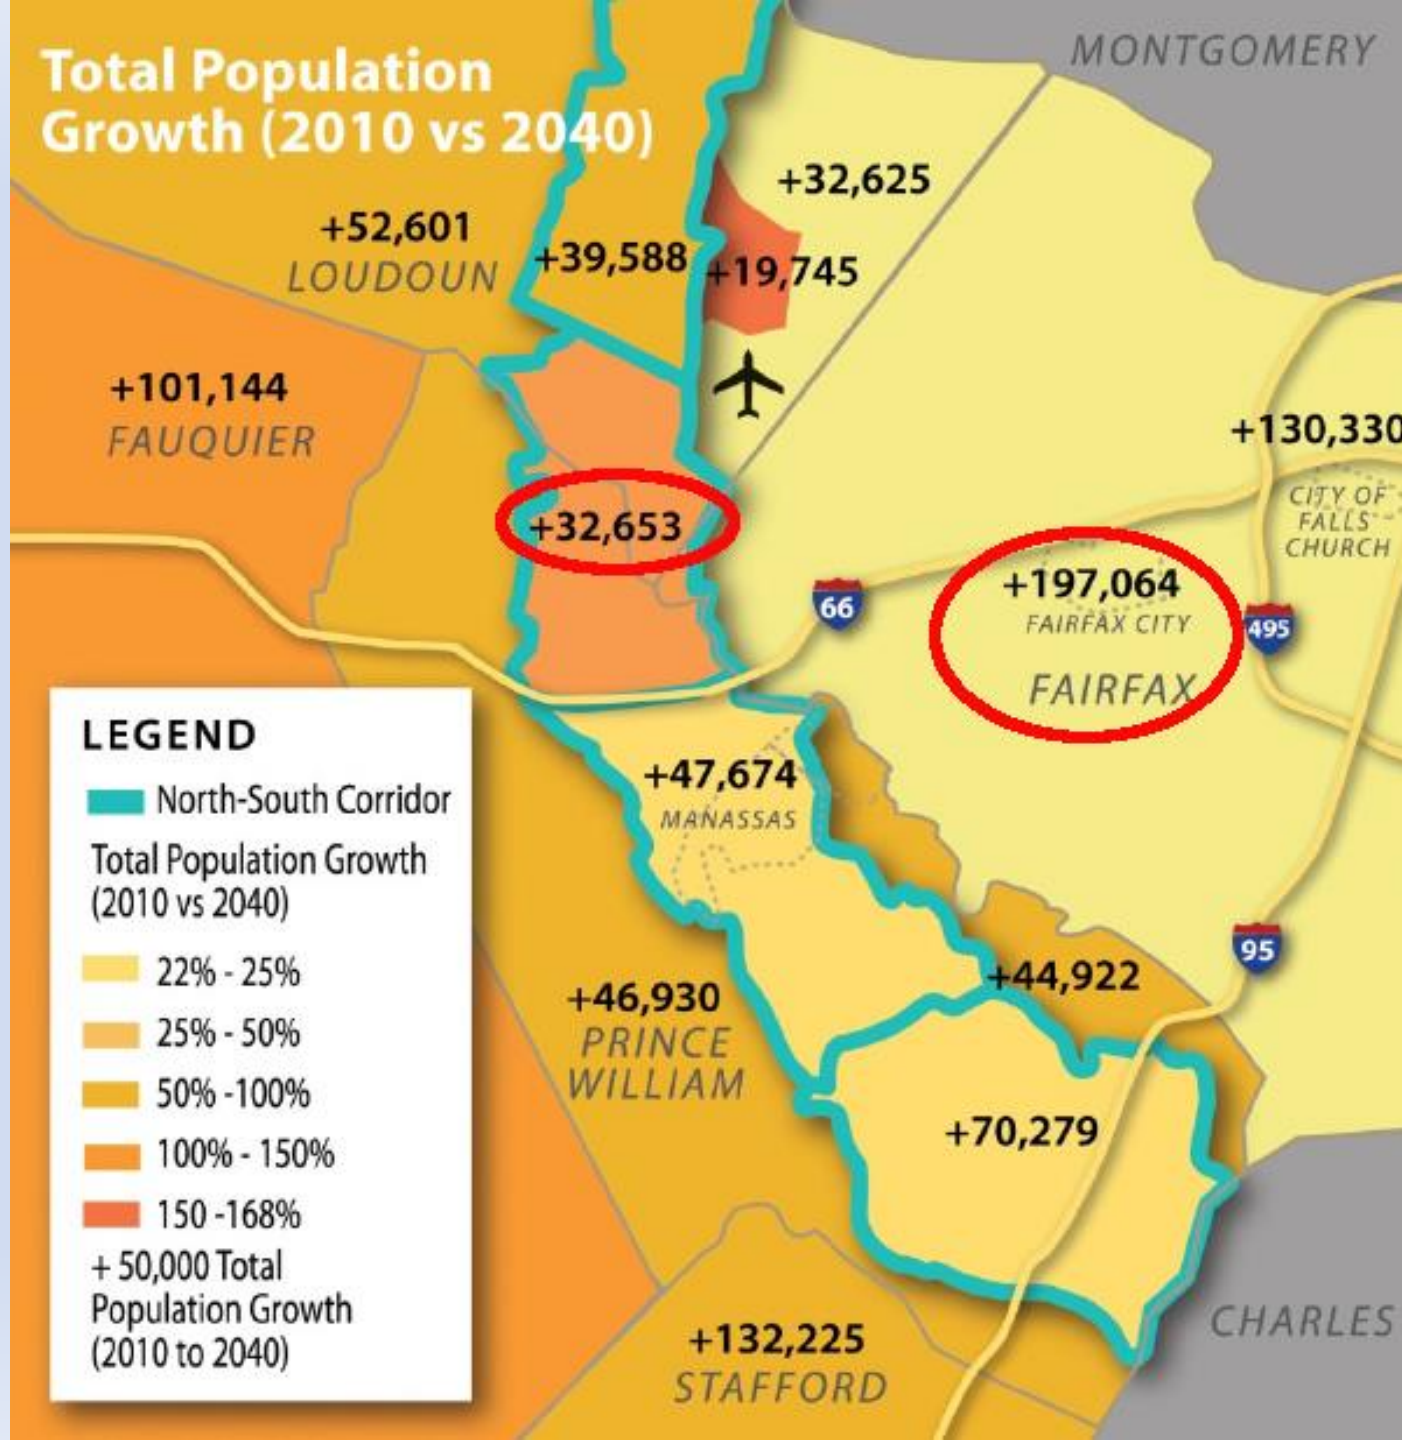 Total Population
Growth (2010 vs 2040)
MONTGOMERY
+32,625
+52,601
LOUDOUN
+39,588
+19,745
+101,144
FAUQUIER
+130,330
CITY OF
FALLS
CHURCH
+32,653
+197,064
FAIRFAX CITY
FAIRFAX
66
495
LEGEND
North-South Corridor
Total Population Growth
(2010 vs 2040)
22% - 25%
25% - 50%
50% -100%
100% - 150%
150 -168%
+ 50,000 Total
Population Growth
(2010 to 2040)
+47,674
MANASSAS
95
+44,922
+46,930
PRINCE
WILLIAM
+70,279
+132,225
STAFFORD
CHARLES